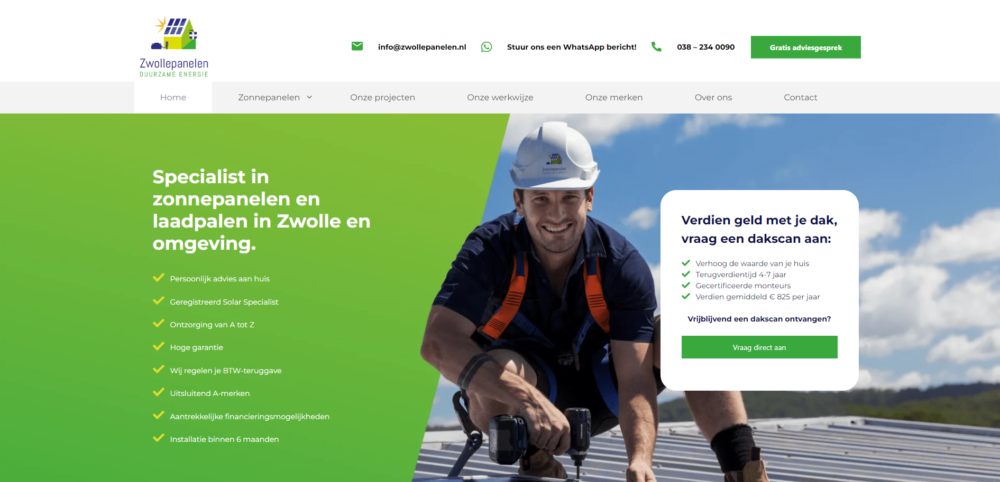 Zwollepanelen
DUURZAME ENERGIE
info@zwollepanelen.nl
Stuur ons een WhatsApp bericht!
038 – 234 0090
Gratis adviesgesprek
Home
Zonnepanelen
Onze projecten
Onze werkwijze
Onze merken
Over ons
Contact
Specialist in
zonnepanelen en
laadpalen in Zwolle en
omgeving.
Persoonlijk advies aan huis
Geregistreerd Solar Specialist
Ontzorging van A tot Z
Hoge garantie
Wij regelen je BTW-teruggave
Uitsluitend A-merken
Aantrekkelijke financieringsmogelijkheden
Installatie binnen 6 maanden
Zwollepanelen
DUURZAME ENERGIE
Verdien geld met je dak,
vraag een dakscan aan:
Verhoog de waarde van je huis
Terugverdientijd 4-7 jaar
Gecertificeerde monteurs
Verdien gemiddeld € 825 per jaar
Vrijblijvend een dakscan ontvangen?
Vraag direct aan